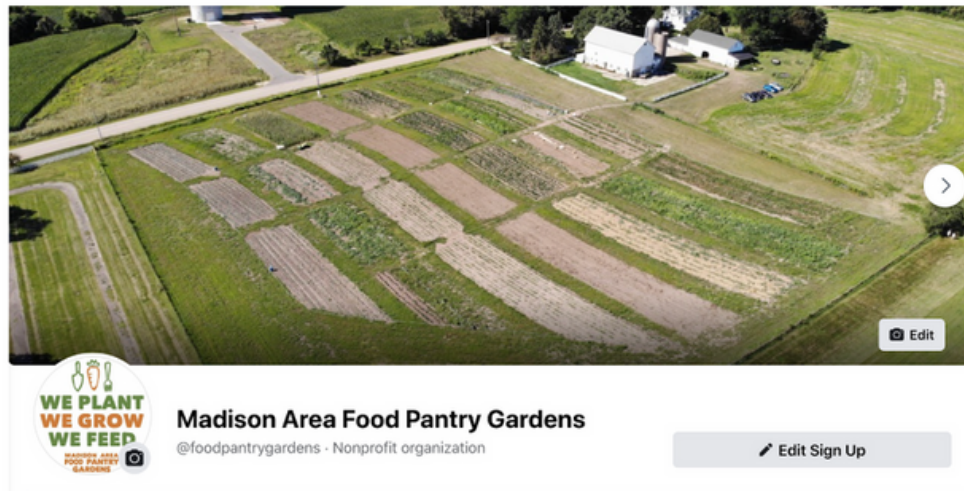 Edit
WE PLANT
WE GROW
WE FEED
MADISON AREA
FOOD PANTRY
GARDENS
Madison Area Food Pantry Gardens
@foodpantrygardens · Nonprofit organization
Edit Sign Up